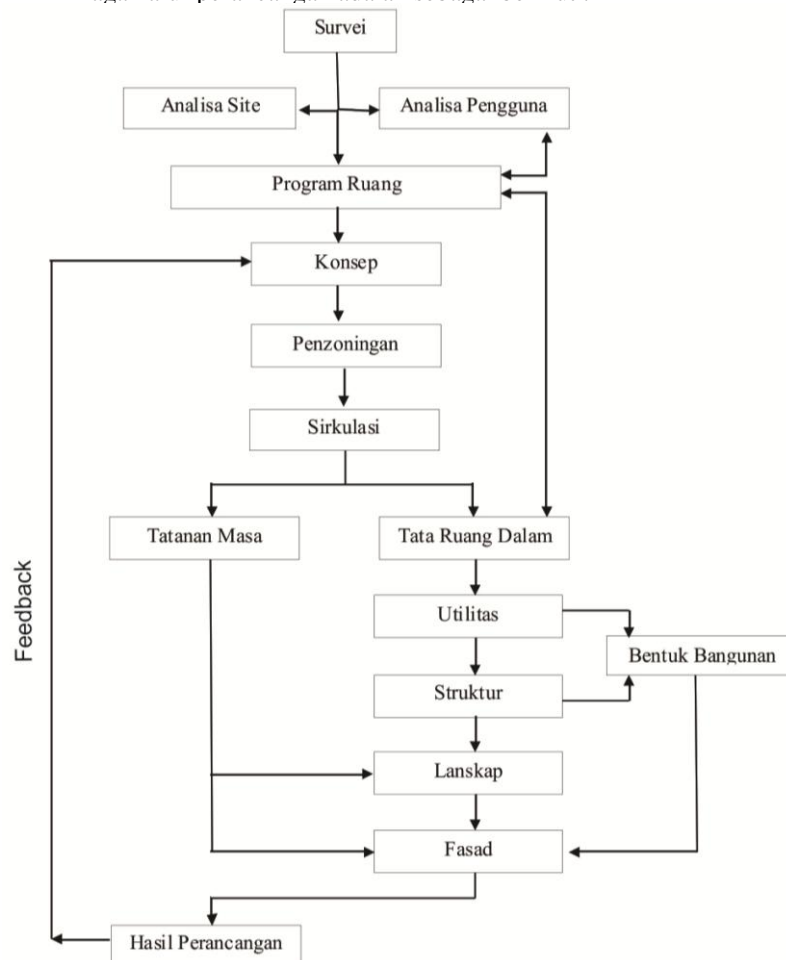 Survei
Analisa Site
Analisa Pengguna
Program Ruang
Konsep
Penzoningan
Sirkulasi
Tatanan Masa
Tata Ruang Dalam
Utilitas
Bentuk Bangunan
Struktur
Lanskap
Fasad
Hasil Perancangan
Feedback